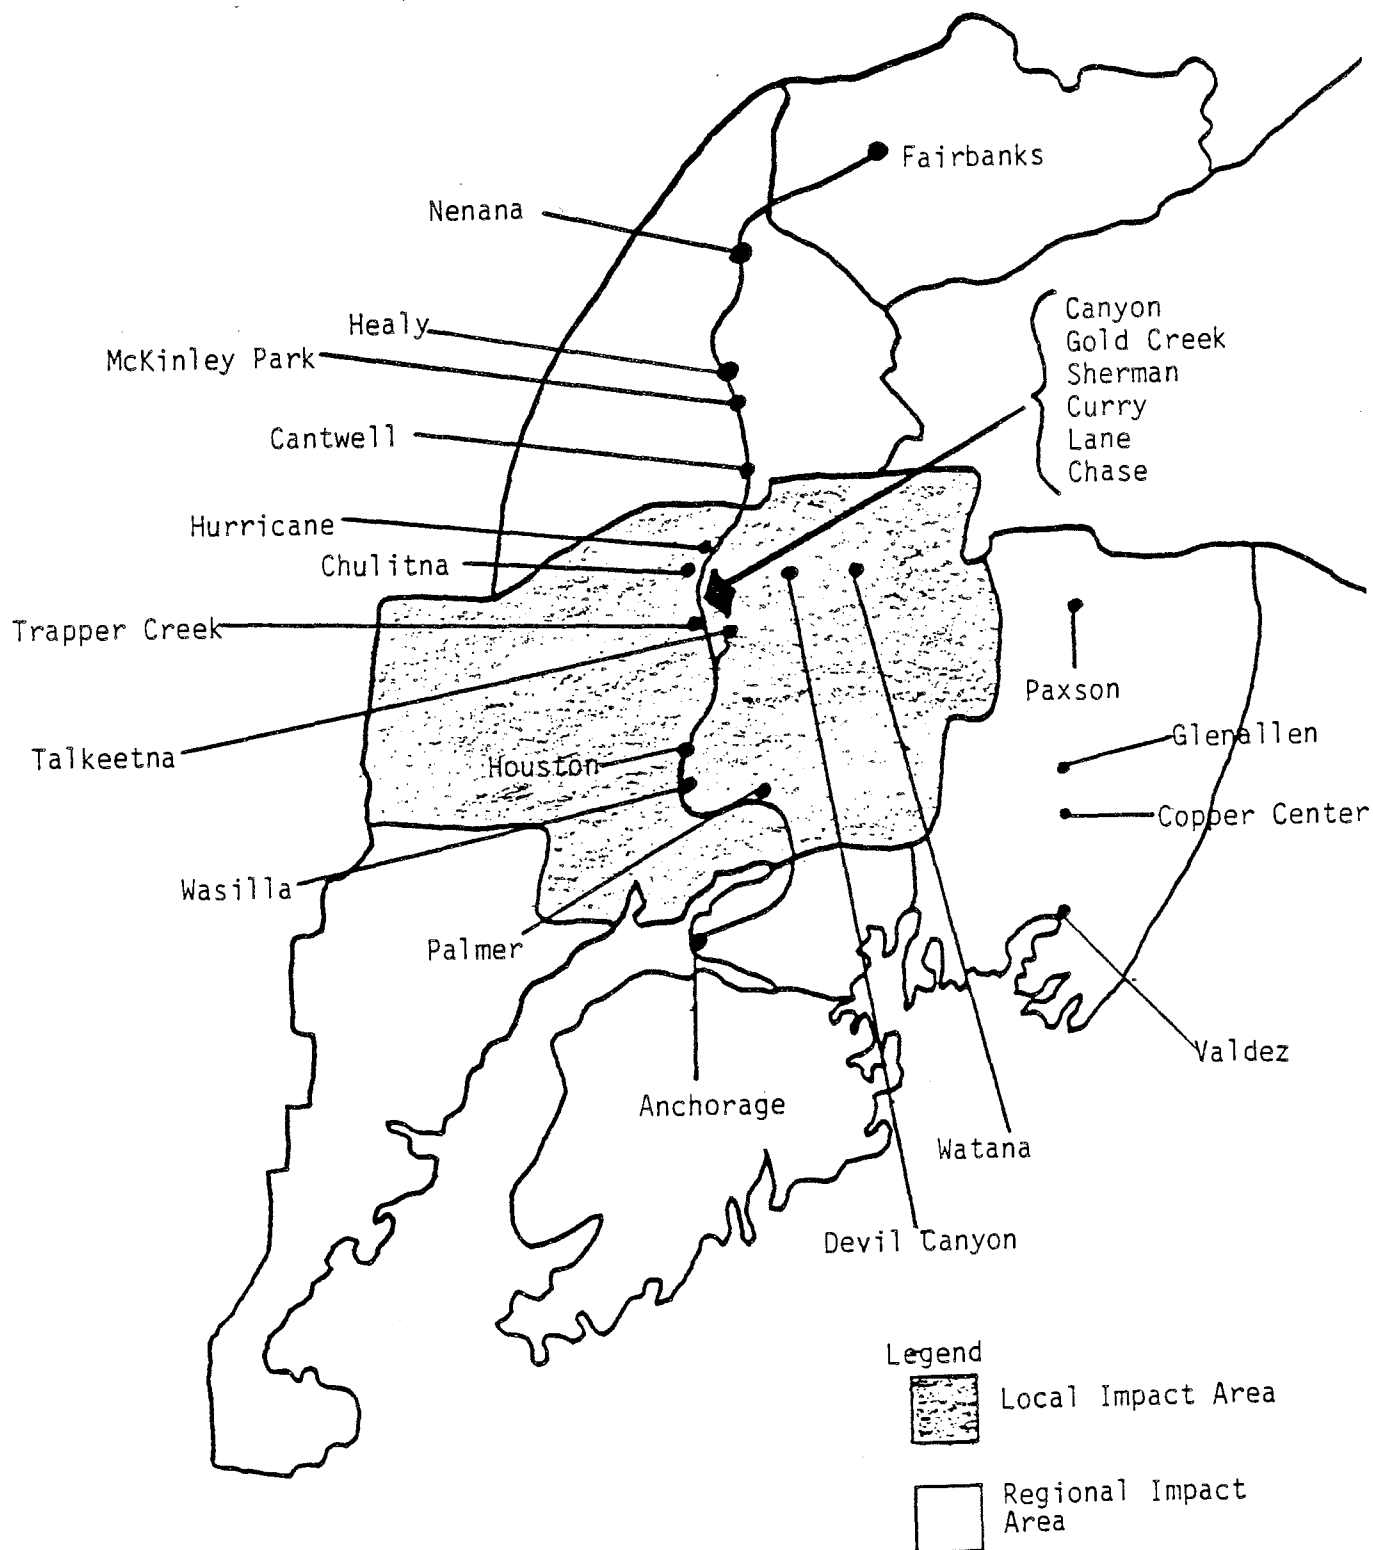 Fairbanks
Nenana
Canyon
Gold Creek
Sherman
Curry
Lane
Chase
Healy
McKinley Park
Cantwell
Hurricane
Chulitna
Trapper Creek
Paxson
Talkeetna
Houston
Glenallen
Copper Center
Wasilla
Palmer
Valdez
Anchorage
Watana
Devil Canyon
Legend
Local Impact Area
Regional Impact
Area